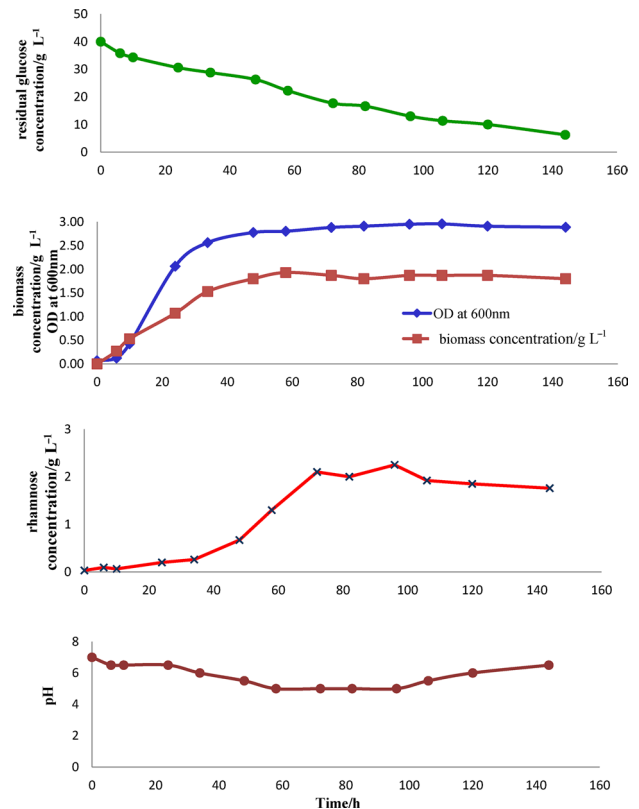 residual glucose
concentration/g L⁻¹
50
40
30
20
10
0
0 20 40 60 80 100 120 140 160
biomass
concentration/g L⁻¹
OD at 600nm
3.00
2.50
2.00
1.50
1.00
0.50
0.00
OD at 600nm
biomass concentration/g L⁻¹
0 20 40 60 80 100 120 140 160
rhamnose
concentration/g L⁻¹
3
2
1
0
0 20 40 60 80 100 120 140 160
pH
8
6
4
2
0
0 20 40 60 80 100 120 140 160
Time/h